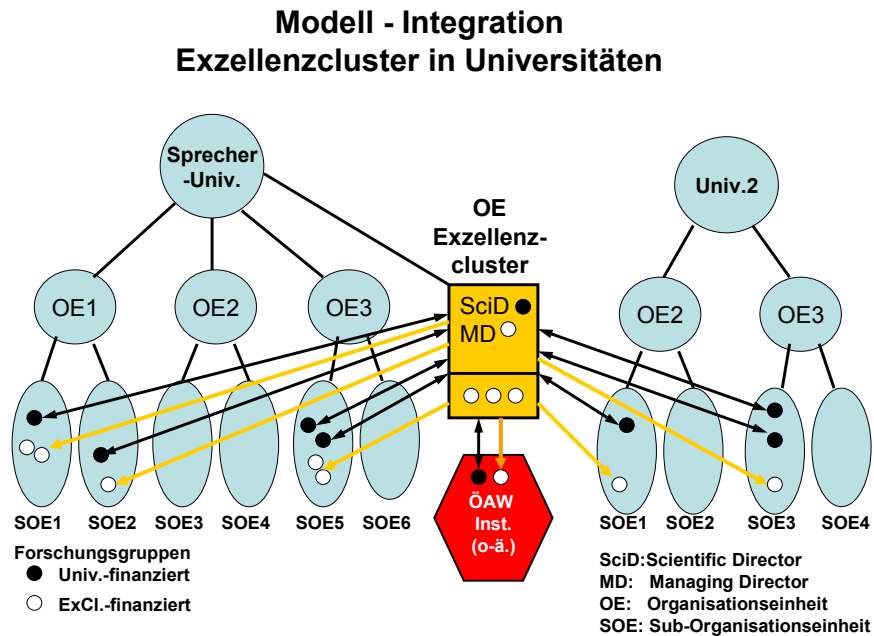 Modell - Integration
Exzellenzcluster in Universitäten
Sprecher
-Univ.
Univ.2
OE
Exzellenz-
cluster
OE1
OE2
OE3
SciD
MD
OE2
OE3
SOE1
SOE2
SOE3
SOE4
SOE5
SOE6
ÖAW
Inst.
(o-ä.)
SOE1
SOE2
SOE3
SOE4
Forschungsgruppen
Univ.-finanziert
ExCl.-finanziert
SciD:Scientific Director
MD: Managing Director
OE: Organisationseinheit
SOE: Sub-Organisationseinheit